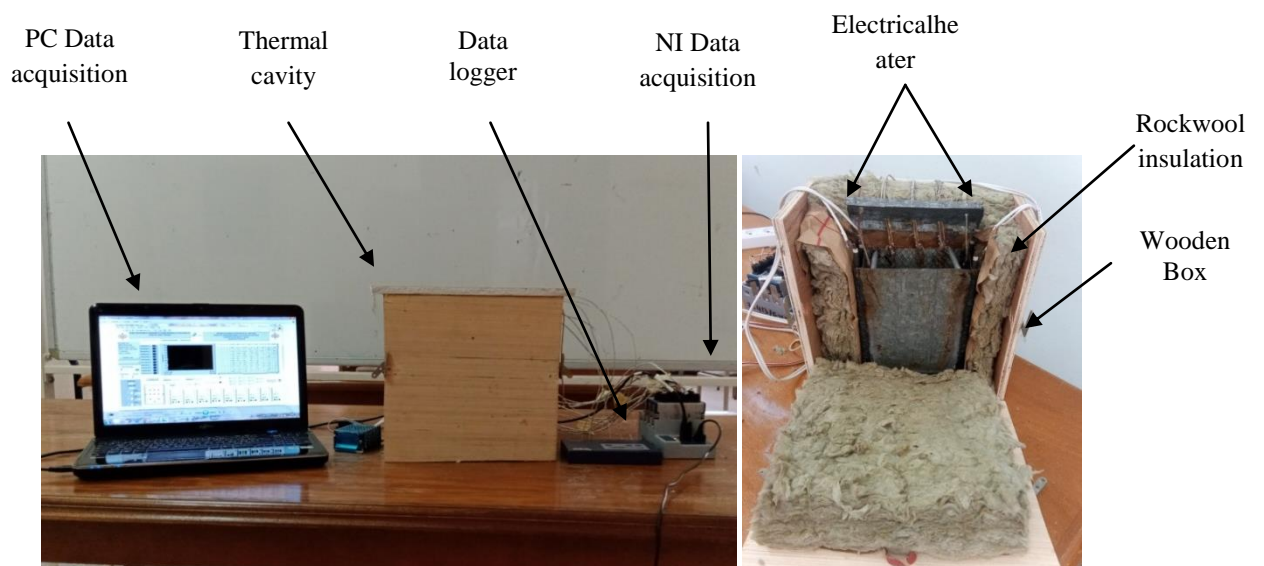 PC Data
acquisition
Thermal
cavity
Data
logger
NI Data
acquisition
Electricalhe
ater
Rockwool
insulation
Wooden
Box